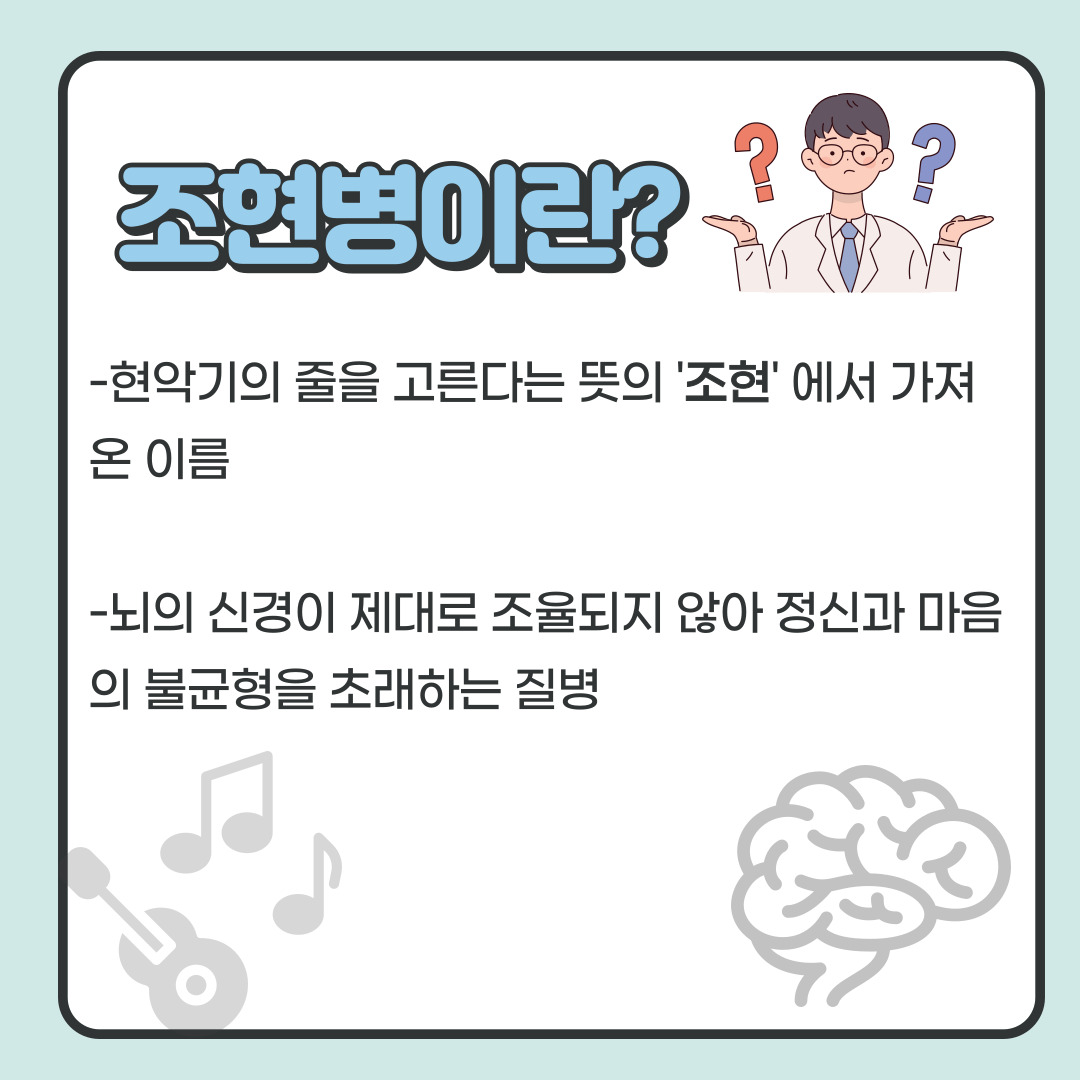 조현병이란?
? ?
-현악기의 줄을 고른다는 뜻의 '조현' 에서 가져
온 이름
-뇌의 신경이 제대로 조율되지 않아 정신과 마음
의 불균형을 초래하는 질병